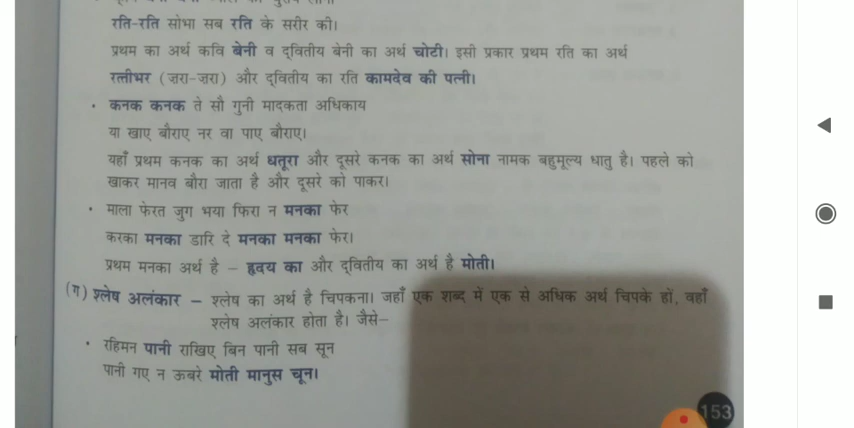 रति-रति सोभा सब रति के सरीर की।
प्रथम का अर्थ कवि बेनी व द्वितीय बेनी का अर्थ चोटी। इसी प्रकार प्रथम रति का अर्थ
रत्तीभर (ज़रा-ज़रा) और द्वितीय का रति कामदेव की पत्नी।
• कनक कनक ते सौ गुनी मादकता अधिकाय
या खाए बौराए नर वा पाए बौराए।
यहाँ प्रथम कनक का अर्थ धतूरा और दूसरे कनक का अर्थ सोना नामक बहुमूल्य धातु है। पहले को
खाकर मानव बौरा जाता है और दूसरे को पाकर।
• माला फेरत जुग भया फिरा न मनका फेर
करका मनका डारि दे मनका मनका फेर।
प्रथम मनका अर्थ है – हृदय का और द्वितीय का अर्थ है मोती।
(ग) श्लेष अलंकार – श्लेष का अर्थ है चिपकना। जहाँ एक शब्द में एक से अधिक अर्थ चिपके हों, वहाँ
श्लेष अलंकार होता है। जैसे–
• रहिमन पानी राखिए बिन पानी सब सून
पानी गए न ऊबरे मोती मानुस चून।
153